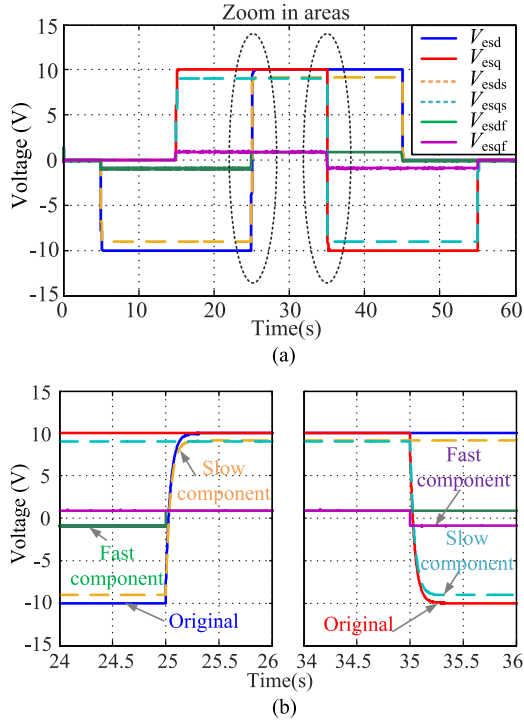 Zoom in areas
15
10
5
0
-5
-10
-15
Voltage (V)
V_esd
V_esq
V_esds
V_esqs
V_esdf
V_esqf
0 10 20 30 40 50 60
Time(s)
(a)
15
10
5
0
-5
-10
-15
Voltage (V)
Slow
component
Fast
component
Original
24 24.5 25 25.5 26
Time(s)
Fast
component
Slow
component
Original
34 34.5 35 35.5 36
Time(s)
(b)